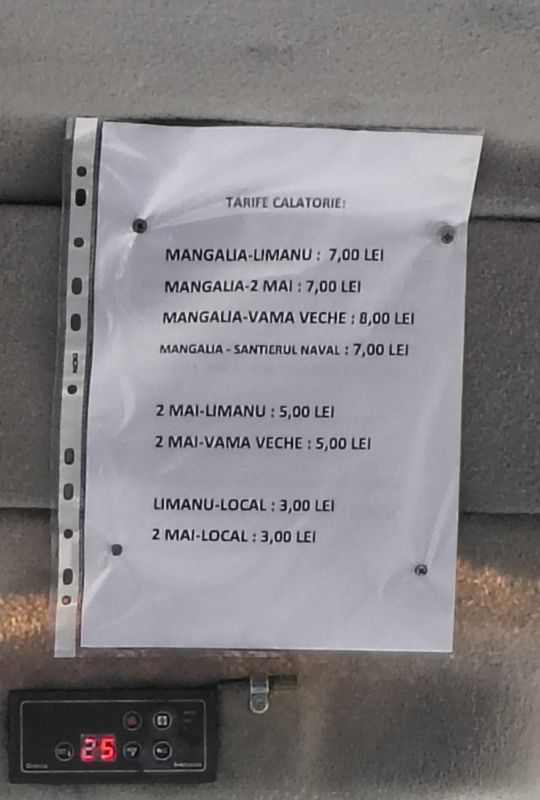 TARIFE CALATORIE:
MANGALIA-LIMANU : 7,00 LEI
MANGALIA-2 MAI : 7,00 LEI
MANGALIA-VAMA VECHE : 8,00 LEI
MANGALIA - SANTIERUL NAVAL : 7,00 LEI
2 MAI-LIMANU : 5,00 LEI
2 MAI-VAMA VECHE : 5,00 LEI
LIMANU-LOCAL : 3,00 LEI
2 MAI-LOCAL : 3,00 LEI
25